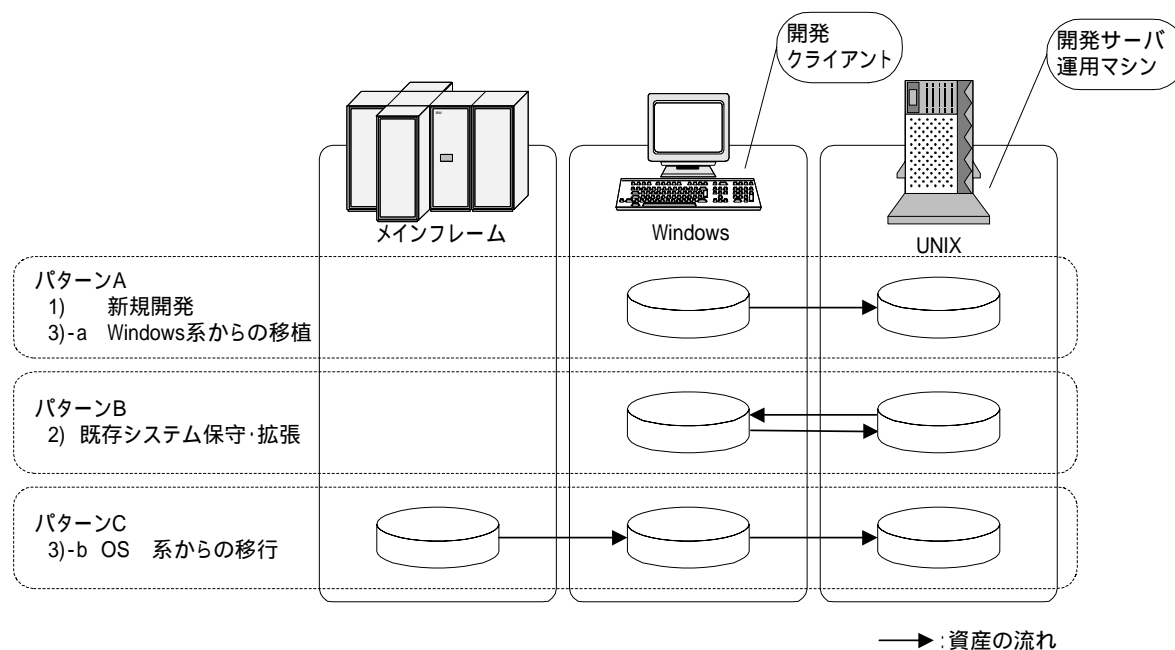 開発
クライアント
開発サーバ
運用マシン
メインフレーム
Windows
UNIX
パターンA
1) 新規開発
3)-a Windows系からの移植
パターンB
2) 既存システム保守・拡張
パターンC
3)-b OS 系からの移行
:資産の流れ